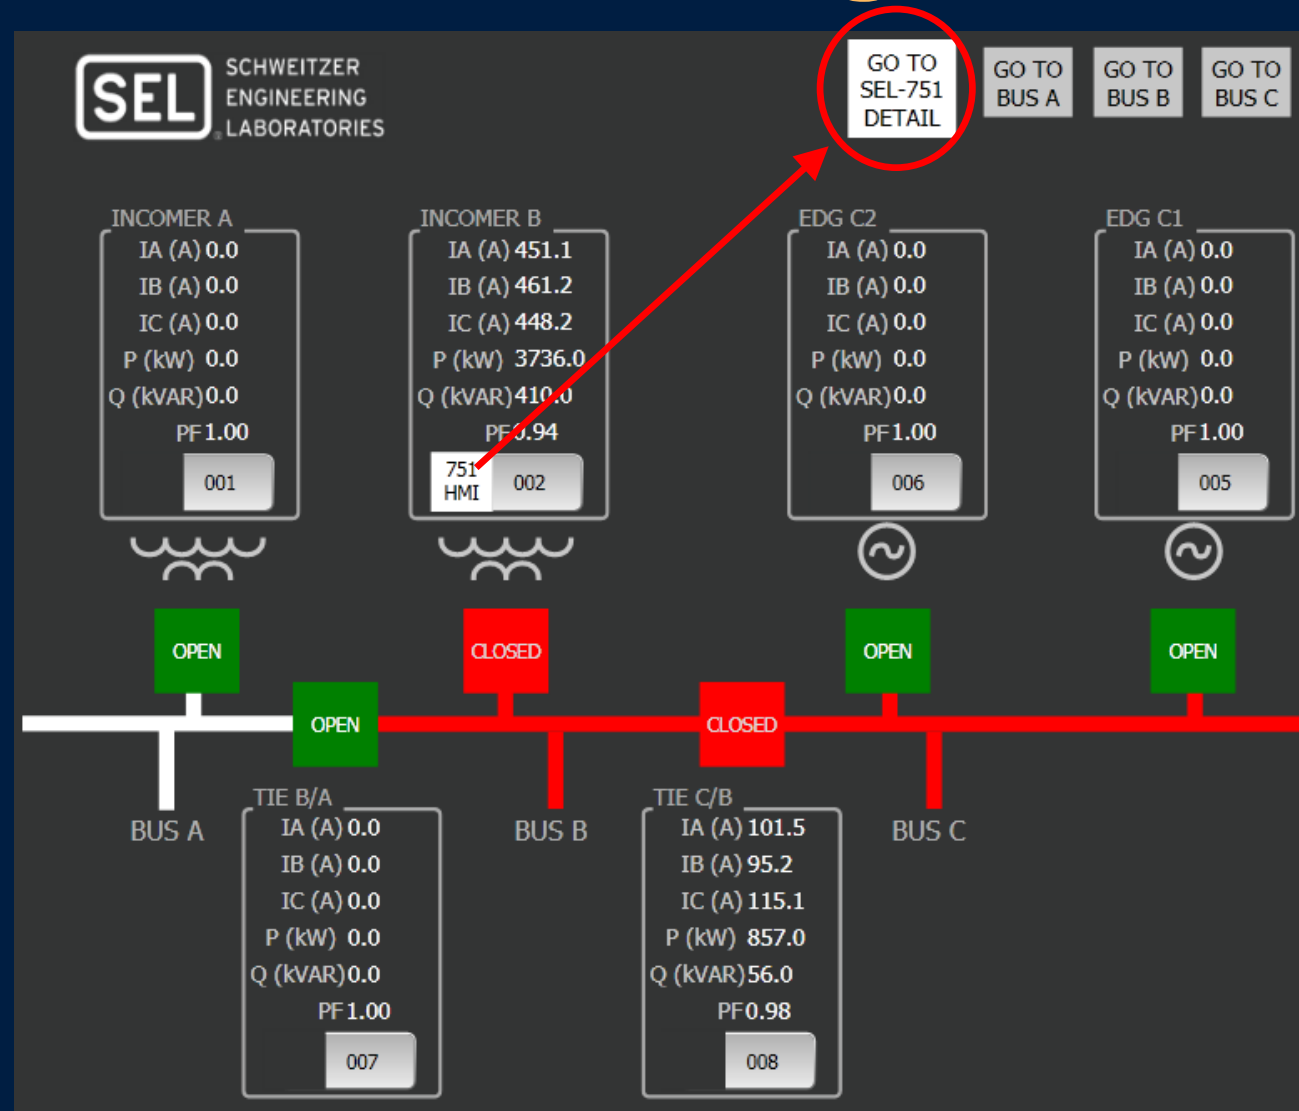 SEL
SCHWEITZER
ENGINEERING
LABORATORIES
GO TO
SEL-751
DETAIL
GO TO
BUS A
GO TO
BUS B
GO TO
BUS C
INCOMER A
IA (A) 0.0
IB (A) 0.0
IC (A) 0.0
P (kW) 0.0
Q (kVAR) 0.0
PF 1.00
001
INCOMER B
IA (A) 451.1
IB (A) 461.2
IC (A) 448.2
P (kW) 3736.0
Q (kVAR) 410.0
PF 0.94
751
HMI
002
EDG C2
IA (A) 0.0
IB (A) 0.0
IC (A) 0.0
P (kW) 0.0
Q (kVAR) 0.0
PF 1.00
006
EDG C1
IA (A) 0.0
IB (A) 0.0
IC (A) 0.0
P (kW) 0.0
Q (kVAR) 0.0
PF 1.00
005
OPEN
CLOSED
OPEN
OPEN
OPEN
CLOSED
BUS A
BUS B
BUS C
TIE B/A
IA (A) 0.0
IB (A) 0.0
IC (A) 0.0
P (kW) 0.0
Q (kVAR) 0.0
PF 1.00
007
TIE C/B
IA (A) 101.5
IB (A) 95.2
IC (A) 115.1
P (kW) 857.0
Q (kVAR) 56.0
PF 0.98
008